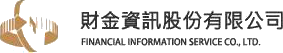 財金資訊股份有限公司
FINANCIAL INFORMATION SERVICE CO., LTD.